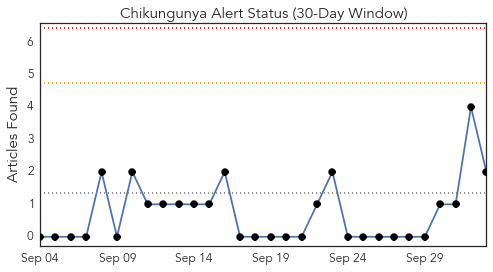 Chikungunya Alert Status (30-Day Window)
Articles Found
6
5
4
3
2
1
0
Sep 04 Sep 09 Sep 14 Sep 19 Sep 24 Sep 29